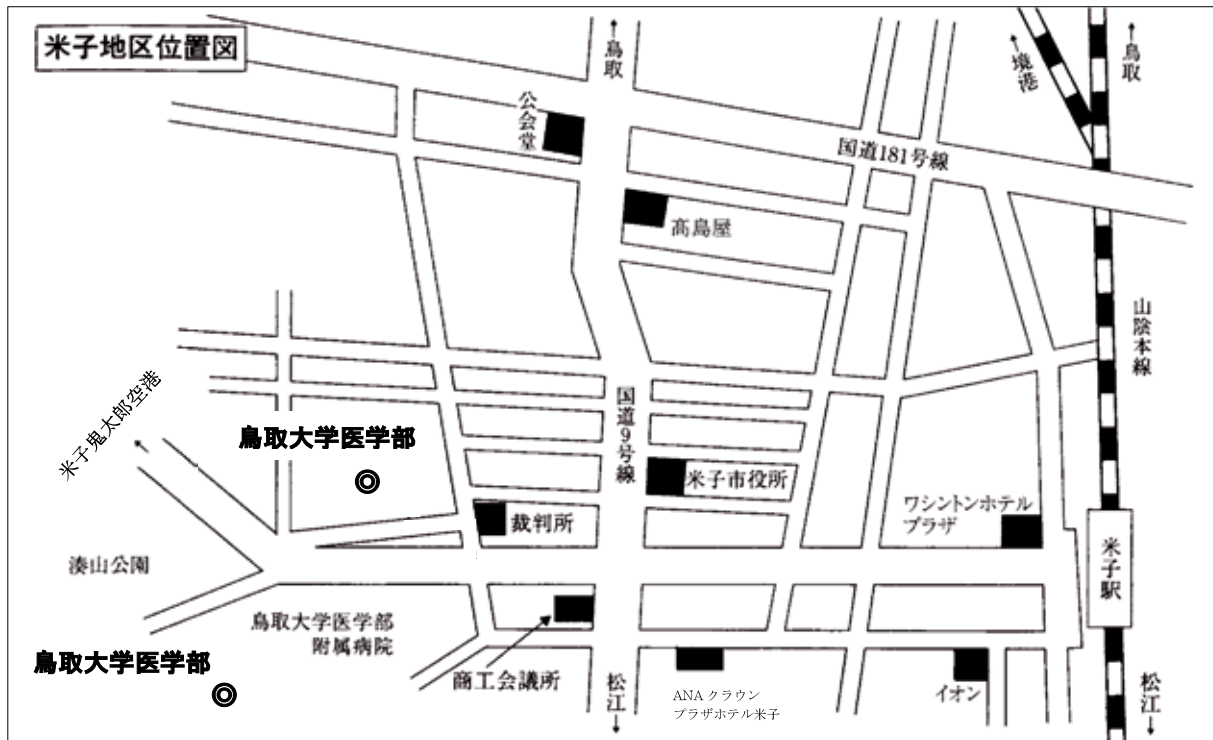 米子地区位置図
↑鳥取
↑境港
↑鳥取
公会堂
国道181号線
髙島屋
山陰本線
米子鬼太郎空港
国道9号線
鳥取大学医学部
米子市役所
ワシントンホテル
プラザ
裁判所
米子駅
湊山公園
鳥取大学医学部
附属病院
鳥取大学医学部
商工会議所
松江↓
ANAクラウン
プラザホテル米子
イオン
松江↓